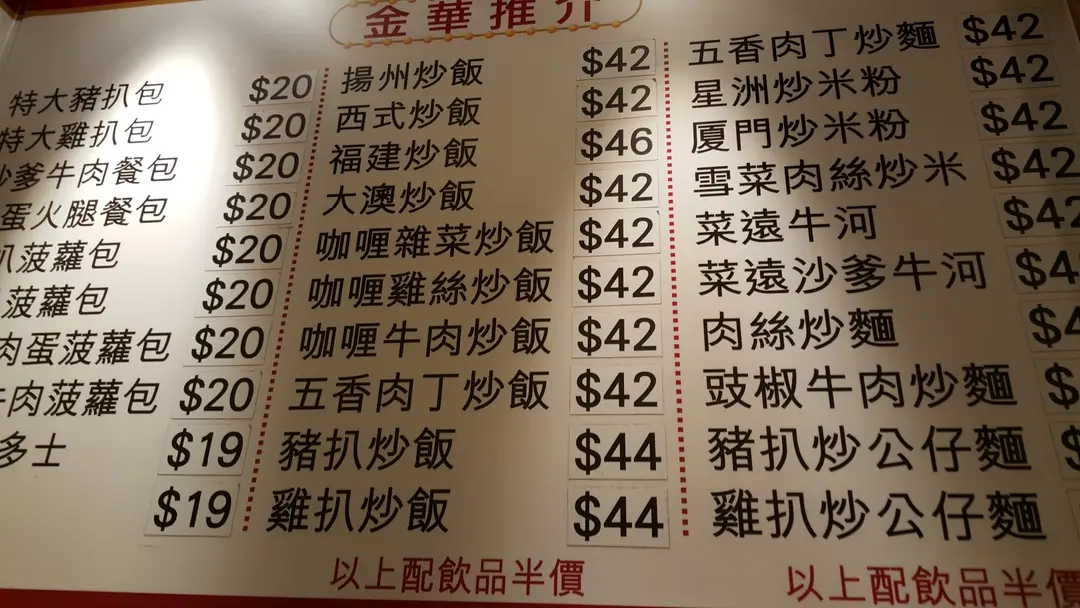 金華推介
特大豬扒包 $20
特大雞扒包 $20
沙爹牛肉餐包 $20
蛋火腿餐包 $20
扒菠蘿包 $20
菠蘿包 $20
肉蛋菠蘿包 $20
牛肉菠蘿包 $20
多士 $19
$19
揚州炒飯 $42
西式炒飯 $42
福建炒飯 $46
大澳炒飯 $42
咖喱雜菜炒飯 $42
咖喱雞絲炒飯 $42
咖喱牛肉炒飯 $42
五香肉丁炒飯 $42
豬扒炒飯 $44
雞扒炒飯 $44
以上配飲品半價
五香肉丁炒麵 $42
星洲炒米粉 $42
厦門炒米粉 $42
雪菜肉絲炒米 $42
菜遠牛河 $42
菜遠沙爹牛河 $4
肉絲炒麵 $4
豉椒牛肉炒麵 $
豬扒炒公仔麵 $
雞扒炒公仔麵
以上配飲品半價